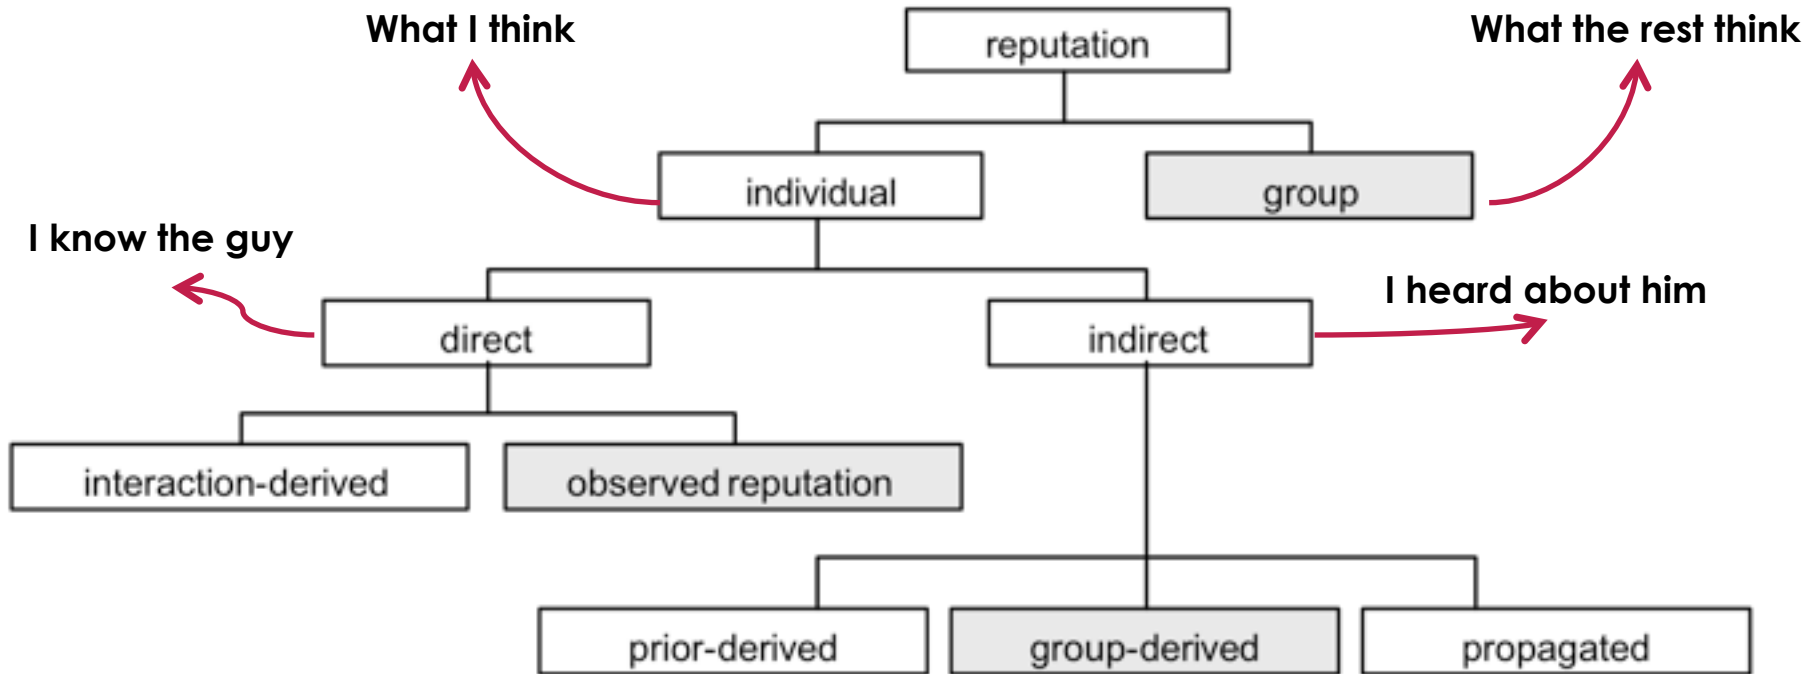 What I think
reputation
What the rest think
individual
group
I know the guy
I heard about him
direct
indirect
interaction-derived
observed reputation
prior-derived
group-derived
propagated